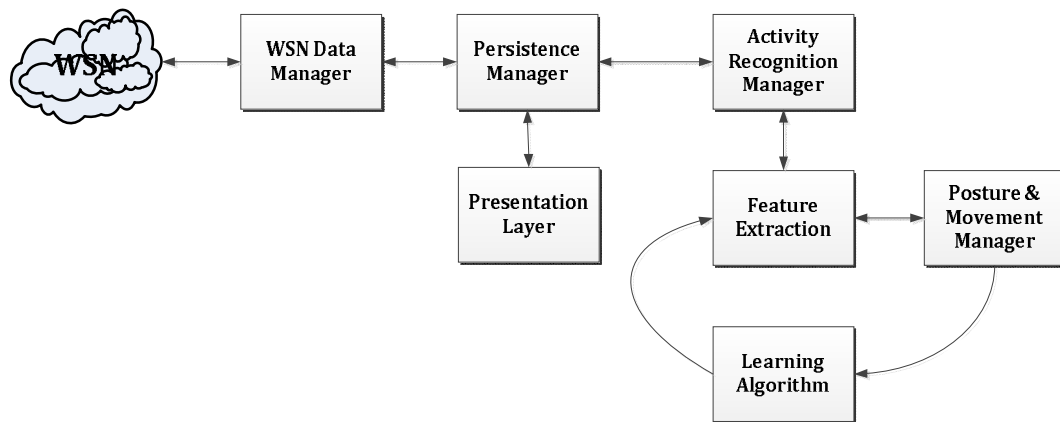 WSN
WSN Data
Manager
Persistence
Manager
Activity
Recognition
Manager
Presentation
Layer
Feature
Extraction
Posture &
Movement
Manager
Learning
Algorithm